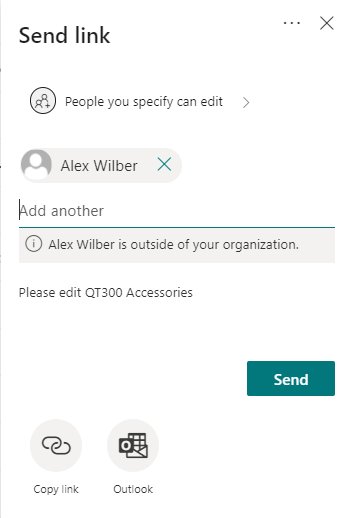 Send link
People you specify can edit
Alex Wilber
Add another
Alex Wilber is outside of your organization.
Please edit QT300 Accessories
Send
Copy link
Outlook